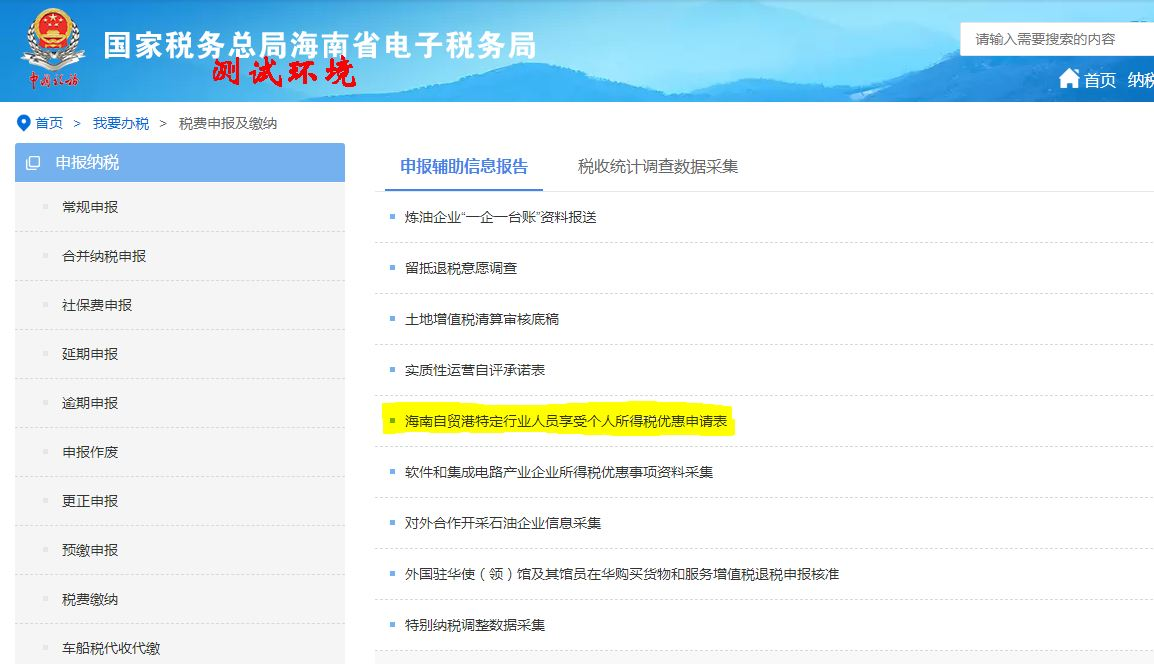 国家税务总局海南省电子税务局
测试环境
中国税务
请输入需要搜索的内容
首页 纳税
首页 > 我要办税 > 税费申报及缴纳
申报纳税
常规申报
合并纳税申报
社保费申报
延期申报
逾期申报
申报作废
更正申报
预缴申报
税费缴纳
车船税代收代缴
申报辅助信息报告 税收统计调查数据采集
炼油企业“一企一台账”资料报送
留抵退税意愿调查
土地增值税清算审核底稿
实质性运营自评承诺表
海南自贸港特定行业人员享受个人所得税优惠申请表
软件和集成电路产业企业所得税优惠事项资料采集
对外合作开采石油企业信息采集
外国驻华使（领）馆及其馆员在华购买货物和服务增值税退税申报核准
特别纳税调整数据采集